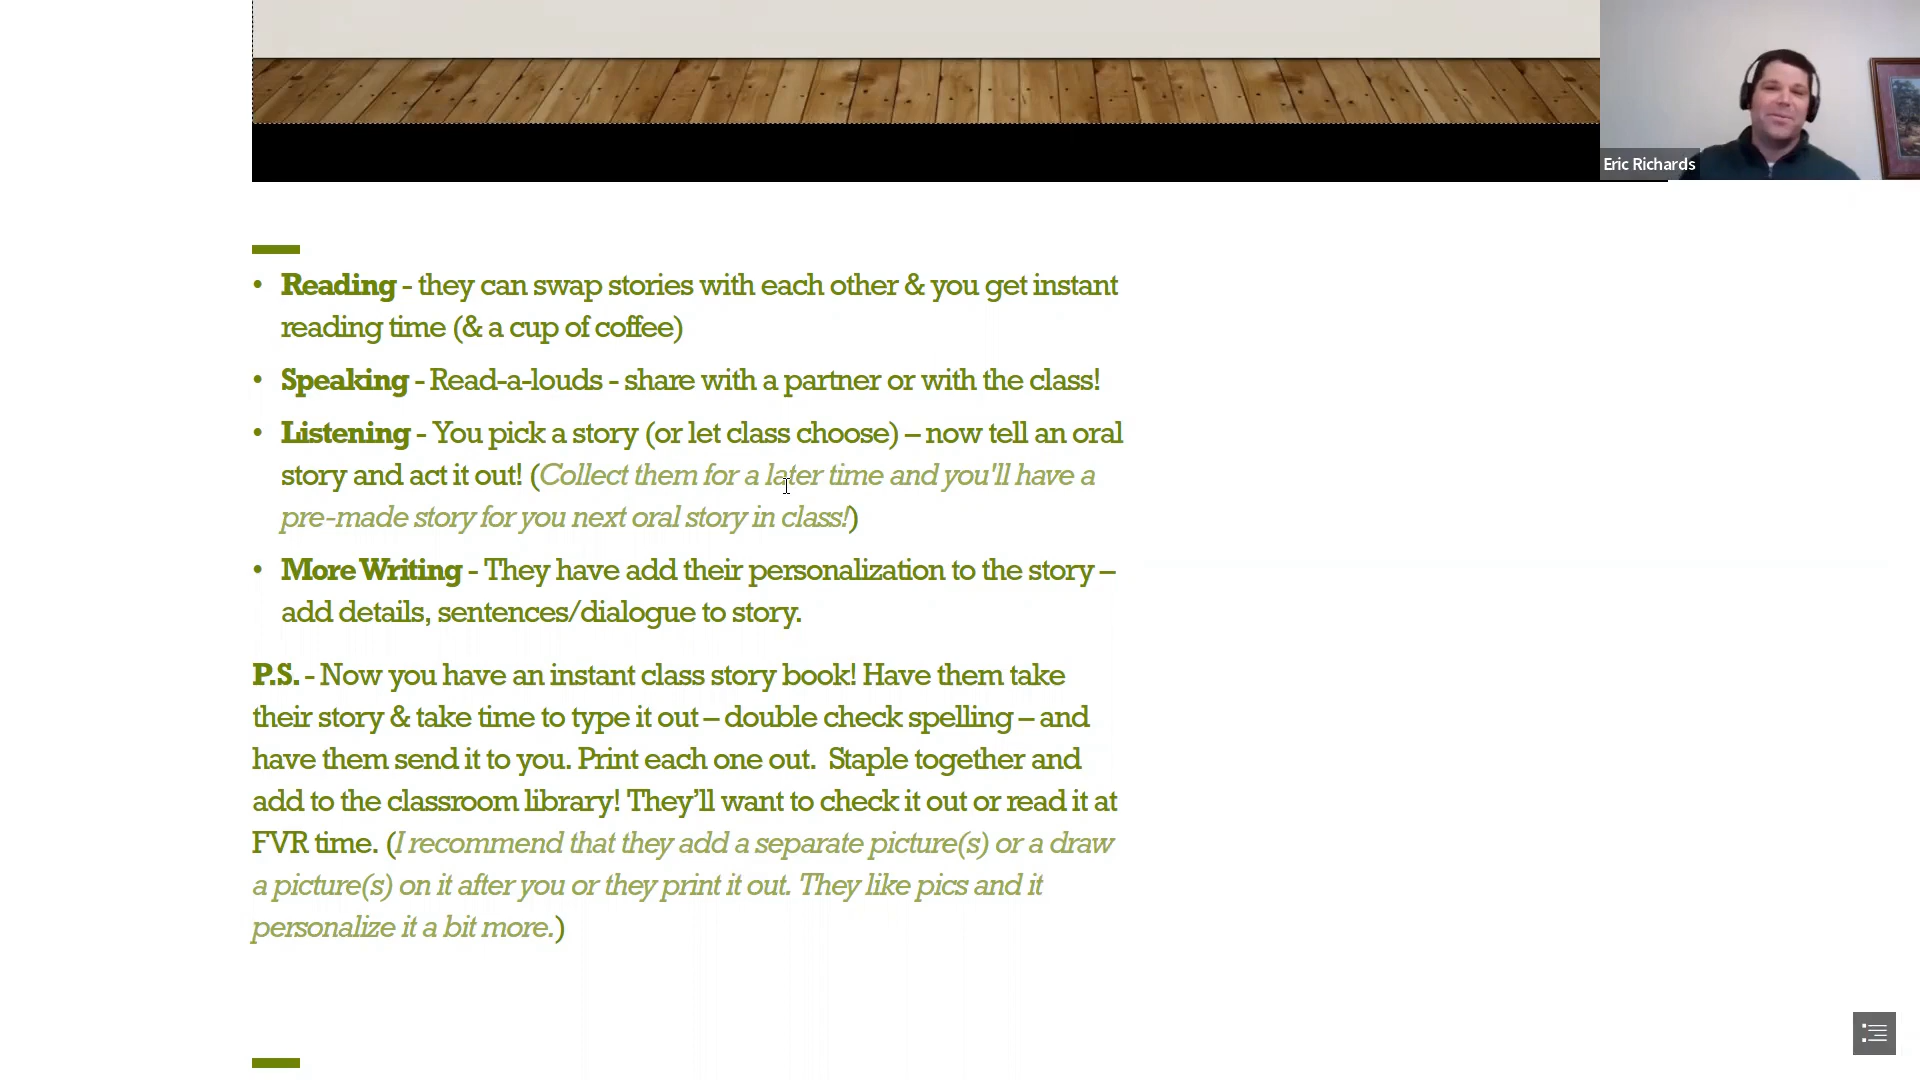 Eric Richards
• Reading - they can swap stories with each other & you get instant
reading time (& a cup of coffee)
• Speaking - Read-a-louds - share with a partner or with the class!
• Listening - You pick a story (or let class choose) – now tell an oral
story and act it out! (Collect them for a later time and you'll have a
pre-made story for you next oral story in class!)
• More Writing - They have add their personalization to the story –
add details, sentences/dialogue to story.
P.S. - Now you have an instant class story book! Have them take
their story & take time to type it out – double check spelling – and
have them send it to you. Print each one out.  Staple together and
add to the classroom library! They’ll want to check it out or read it at
FVR time. (I recommend that they add a separate picture(s) or a draw
a picture(s) on it after you or they print it out. They like pics and it
personalize it a bit more.)